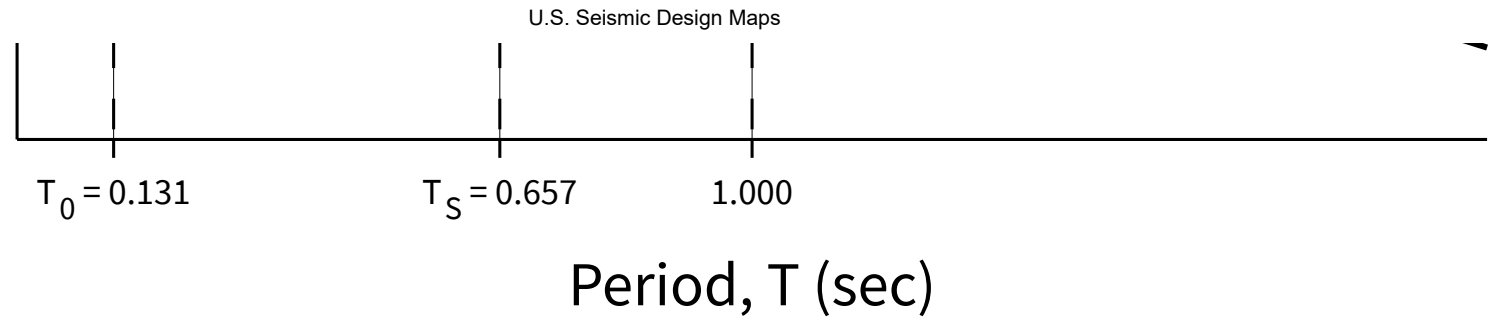 U.S. Seismic Design Maps
T0 = 0.131 TS = 0.657 1.000
Period, T (sec)